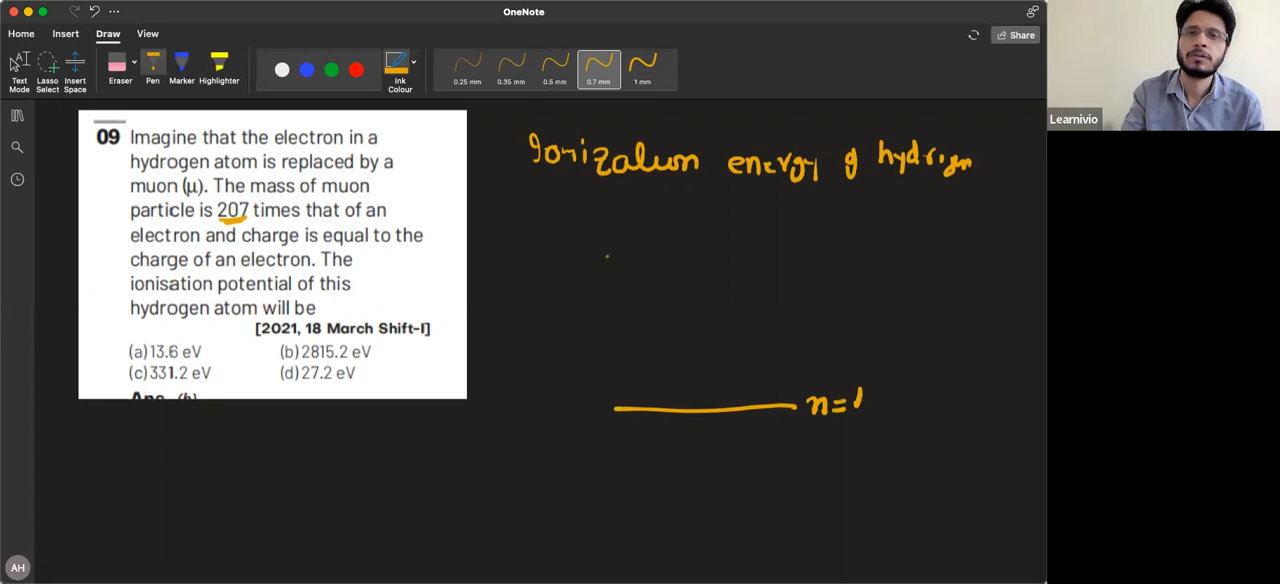 OneNote
Home Insert Draw View
Share
Text Mode
Lasso Select
Insert Space
Eraser
Pen
Marker
Highlighter
Ink Colour
0.25 mm
0.35 mm
0.5 mm
0.7 mm
1 mm
Learnivio
09 Imagine that the electron in a
hydrogen atom is replaced by a
muon (μ). The mass of muon
particle is 207 times that of an
electron and charge is equal to the
charge of an electron. The
ionisation potential of this
hydrogen atom will be
[2021, 18 March Shift-I]
(a) 13.6 eV (b) 2815.2 eV
(c) 331.2 eV (d) 27.2 eV
Ans. (b)
Ionization energy of hydrogen
n=1
AH